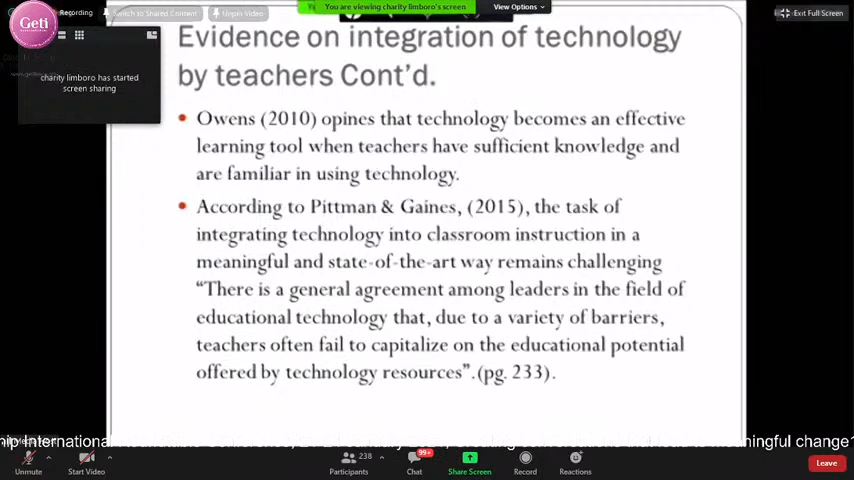 Geti
Recording
Switch to Shared Content
Unpin Video
You are viewing charity limboro's screen
View Options
Exit Full Screen
charity limboro has started
screen sharing
Evidence on integration of technology
by teachers Cont'd.
• Owens (2010) opines that technology becomes an effective
learning tool when teachers have sufficient knowledge and
are familiar in using technology.
• According to Pittman & Gaines, (2015), the task of
integrating technology into classroom instruction in a
meaningful and state-of-the-art way remains challenging
“There is a general agreement among leaders in the field of
educational technology that, due to a variety of barriers,
teachers often fail to capitalize on the educational potential
offered by technology resources”.(pg. 233).
meaningful change
Unmute
Start Video
Participants
238
Chat
99+
Share Screen
Record
Reactions
Leave